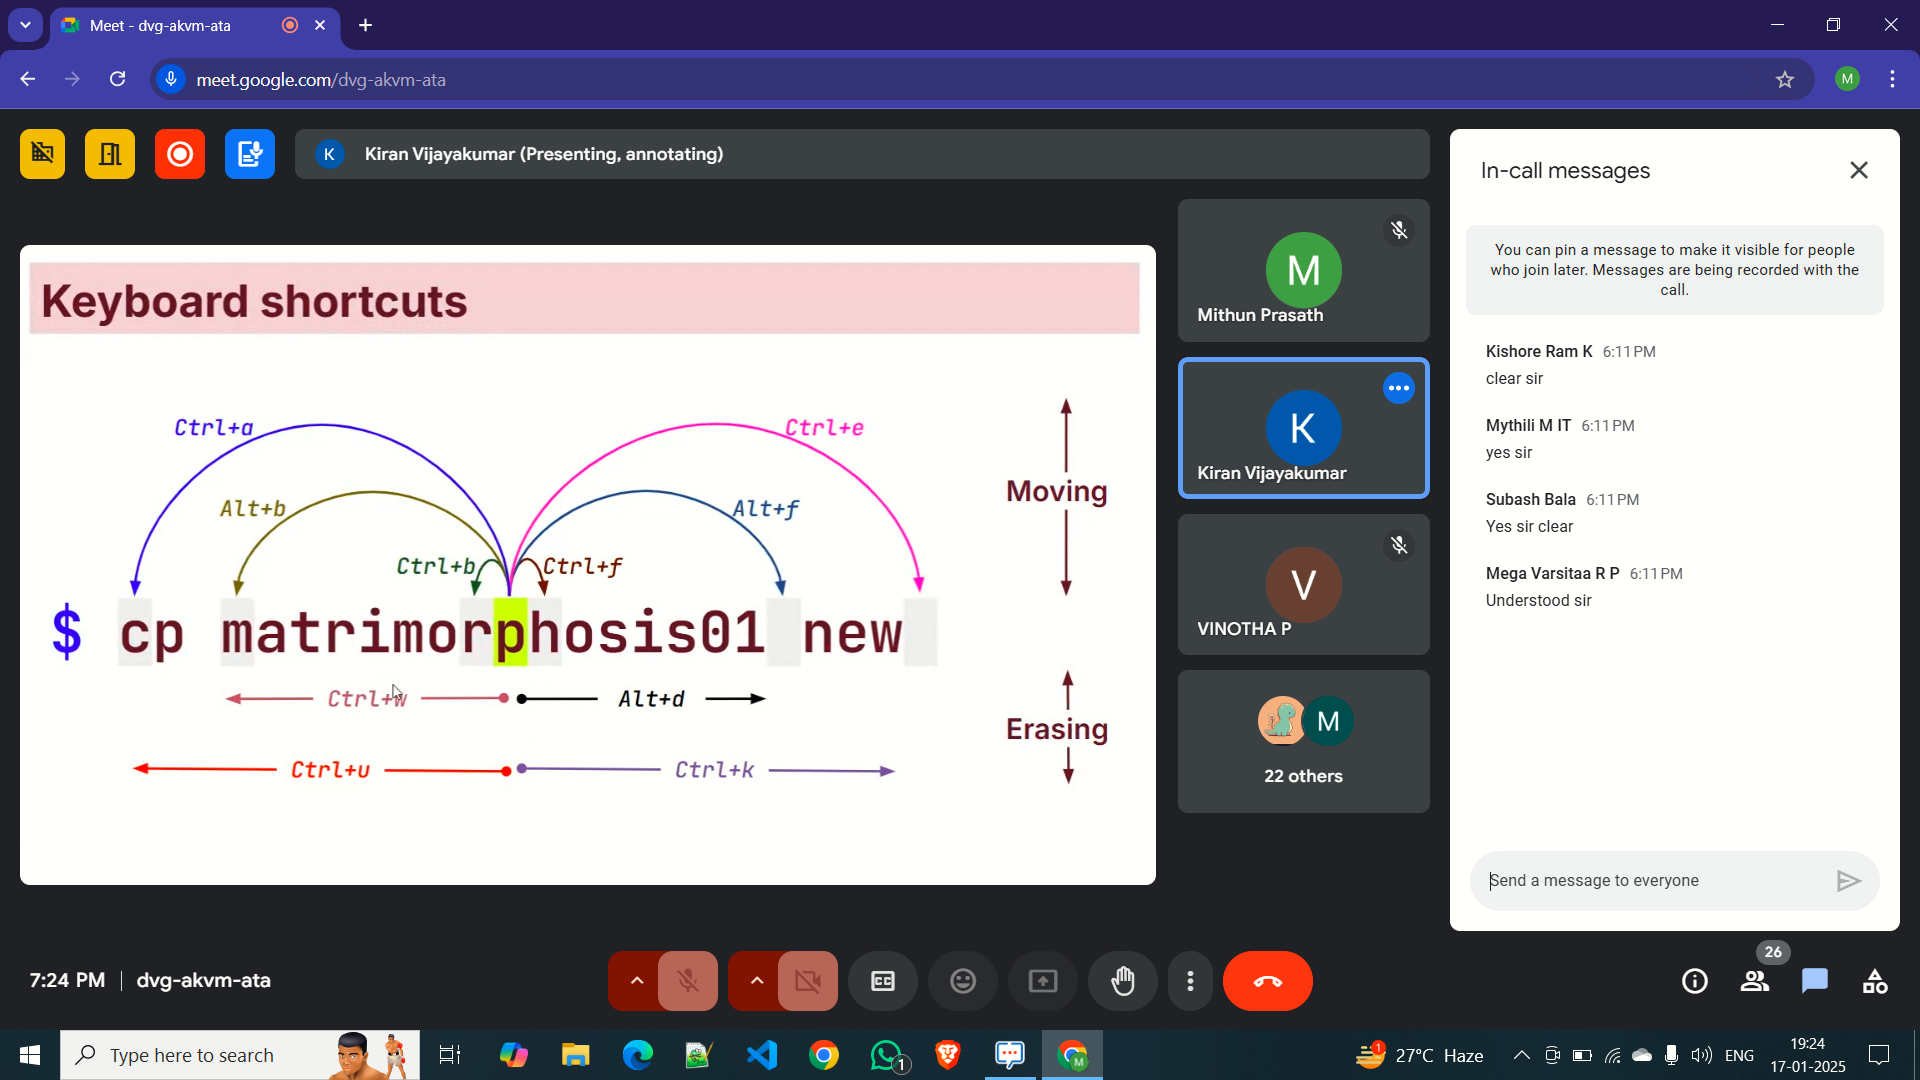 Meet - dvg-akvm-ata
meet.google.com/dvg-akvm-ata
M
K
Kiran Vijayakumar (Presenting, annotating)
Keyboard shortcuts
Ctrl+a
Ctrl+e
Alt+b
Alt+f
Moving
Ctrl+b
Ctrl+f
$ cp matrimorphosis01 new
Ctrl+w
Alt+d
Erasing
Ctrl+u
Ctrl+k
M
Mithun Prasath
K
Kiran Vijayakumar
V
VINOTHA P
M
22 others
In-call messages
You can pin a message to make it visible for people
who join later. Messages are being recorded with the
call.
Kishore Ram K 6:11 PM
clear sir
Mythili M IT 6:11 PM
yes sir
Subash Bala 6:11 PM
Yes sir clear
Mega Varsitaa R P 6:11 PM
Understood sir
Send a message to everyone
7:24 PM | dvg-akvm-ata
CC
26
Type here to search
1
M
1
27°C Haze
ENG
19:24
17-01-2025